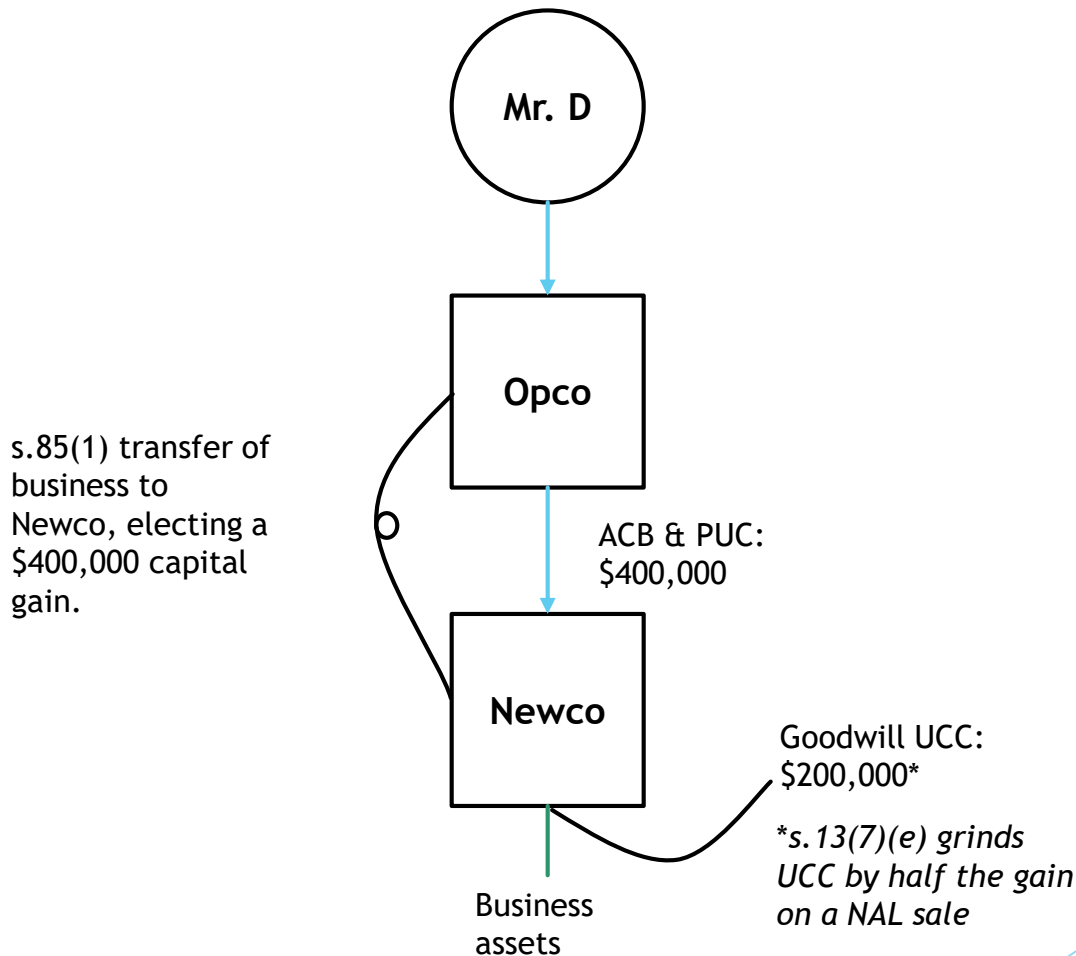 Mr. D
Opco
s.85(1) transfer of
business to
Newco, electing a
$400,000 capital
gain.
ACB & PUC:
$400,000
Newco
Goodwill UCC:
$200,000*
*s.13(7)(e) grinds
UCC by half the gain
on a NAL sale
Business
assets